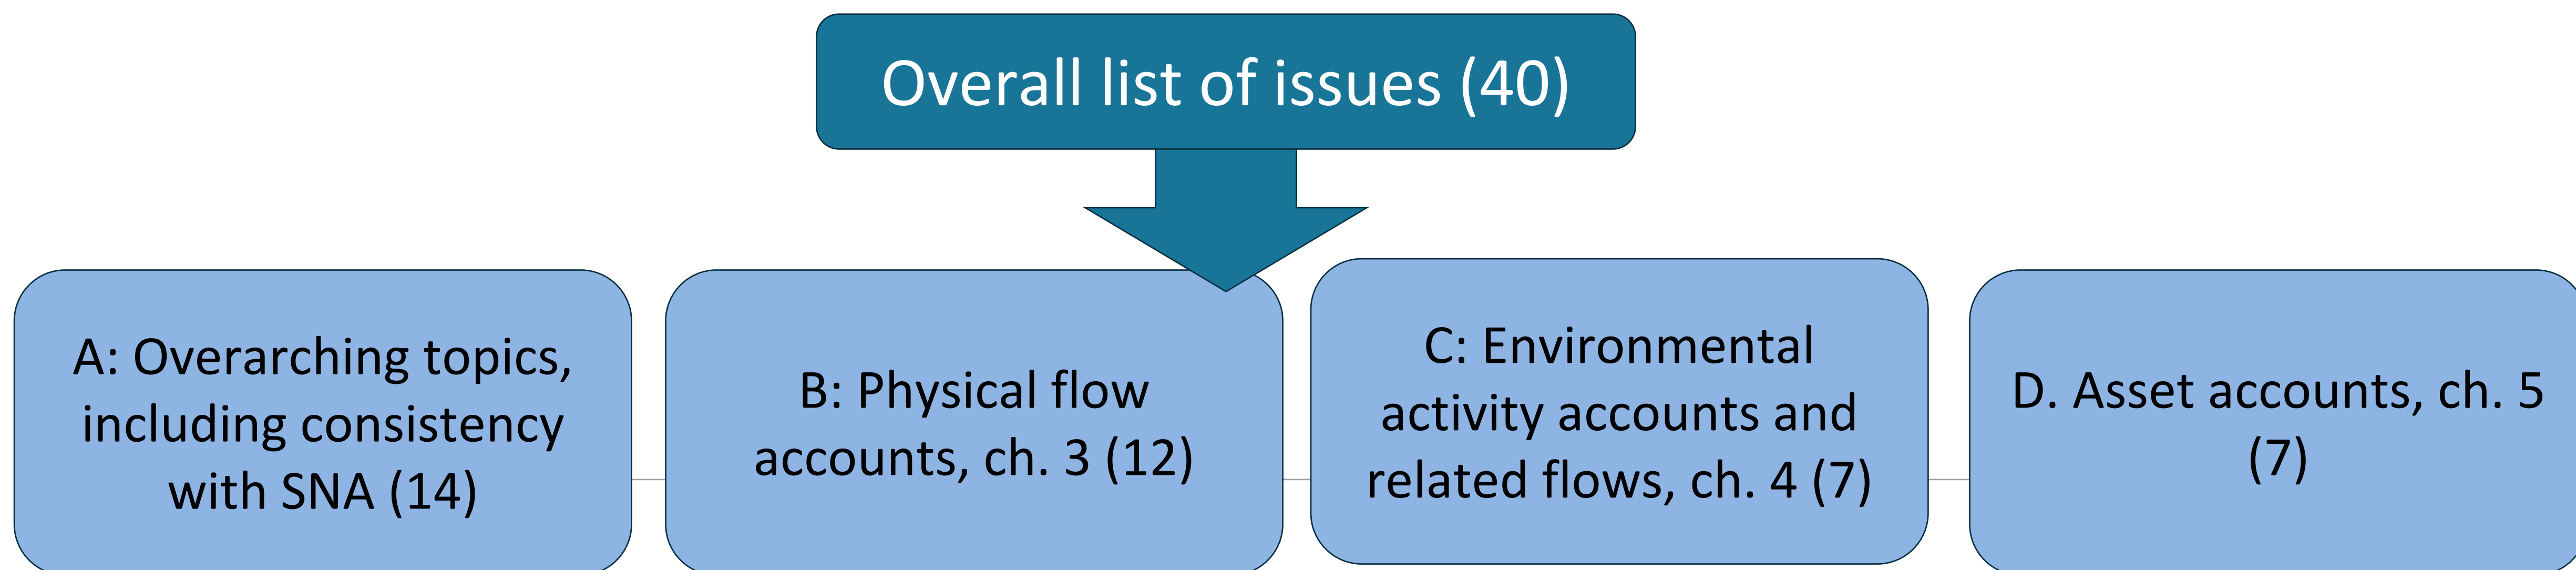 Overall list of issues (40)
A: Overarching topics,
including consistency
with SNA (14)
B: Physical flow
accounts, ch. 3 (12)
C: Environmental
activity accounts and
related flows, ch. 4 (7)
D. Asset accounts, ch. 5
(7)